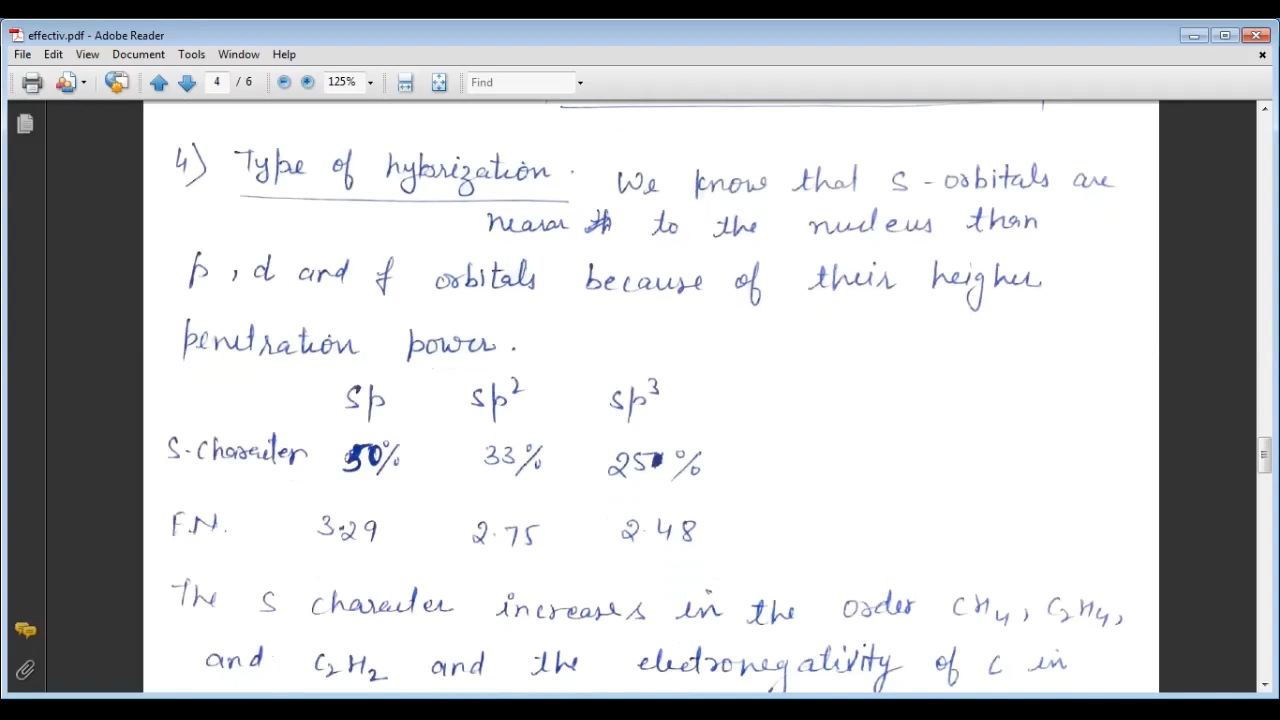 effectiv.pdf - Adobe Reader
File Edit View Document Tools Window Help
4 / 6 125% Find
4) Type of hybrization. We know that s-orbitals are
nearar to the nucleus than
p, d and f orbitals because of their heigher
penetration power.
sp sp² sp³
S-Character 50% 33% 25%
E.N. 3.29 2.75 2.48
The s character increases in the order CH₄, C₂H₄,
and C₂H₂ and the electronegativity of C in